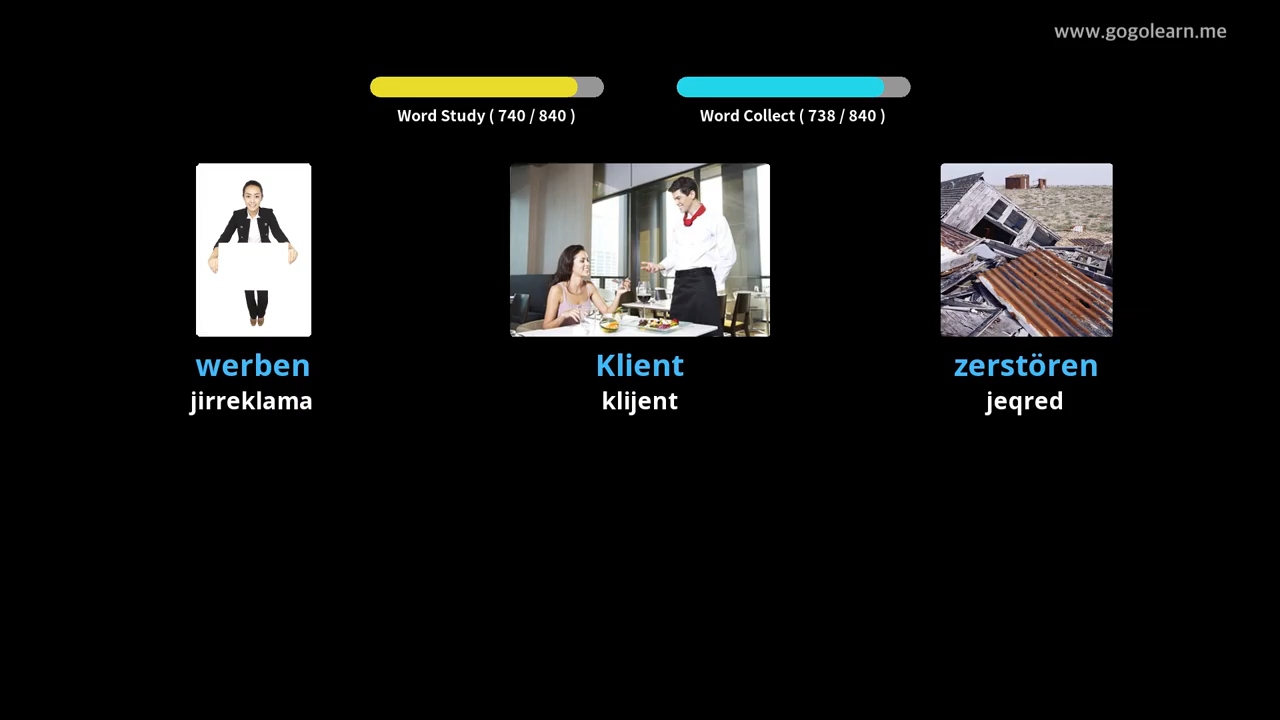 www.gogolearn.me
Word Study ( 740 / 840 )
Word Collect ( 738 / 840 )
werben
jirreklama
Klient
klijent
zerstören
jeqred